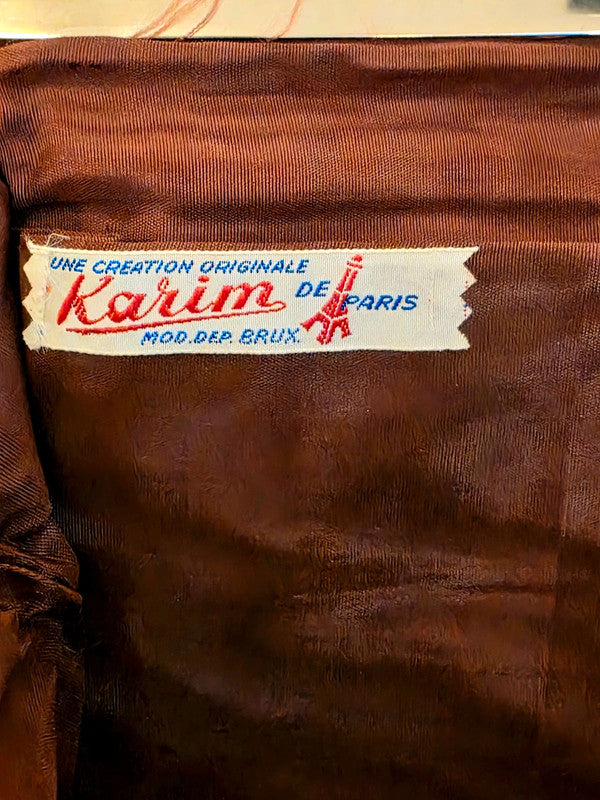 UNE CREATION ORIGINALE
Karim DE PARIS
MOD.DEP. BRUX.